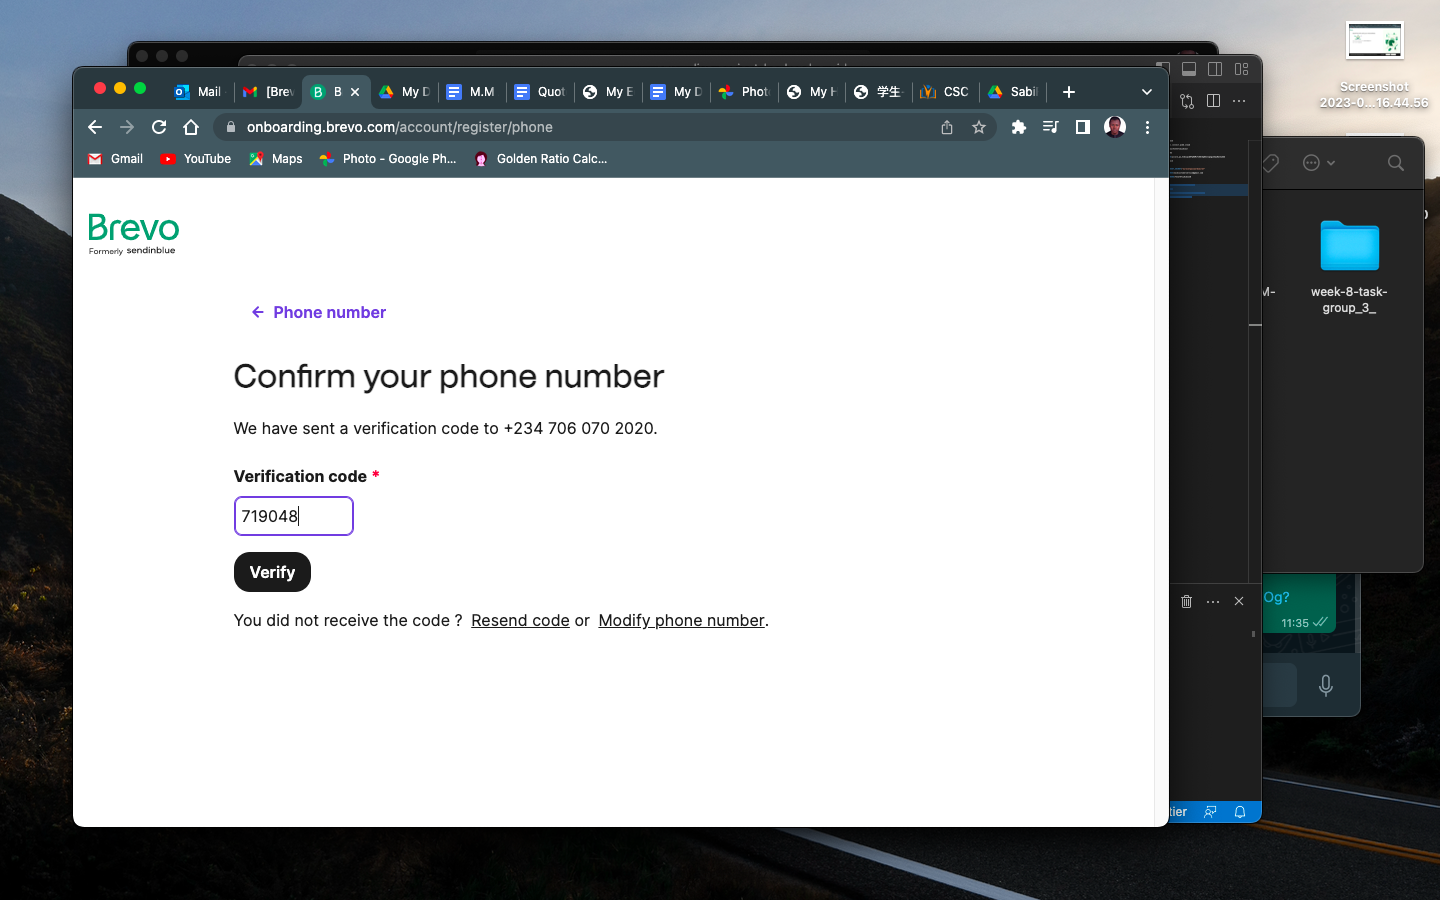 Mail
[Brev
B
My D
M.M
Quot
My E
My D
Phot
My H
学生
CSC
Sabil
onboarding.brevo.com/account/register/phone
Gmail
YouTube
Maps
Photo - Google Ph...
Golden Ratio Calc...
Brevo
Formerly sendinblue
Phone number
Confirm your phone number
We have sent a verification code to +234 706 070 2020.
Verification code *
719048
Verify
You did not receive the code ? Resend code or Modify phone number.
Screenshot
2023-0...16.44.56
M-
week-8-task-
group_3_
Og?
11:35
tier